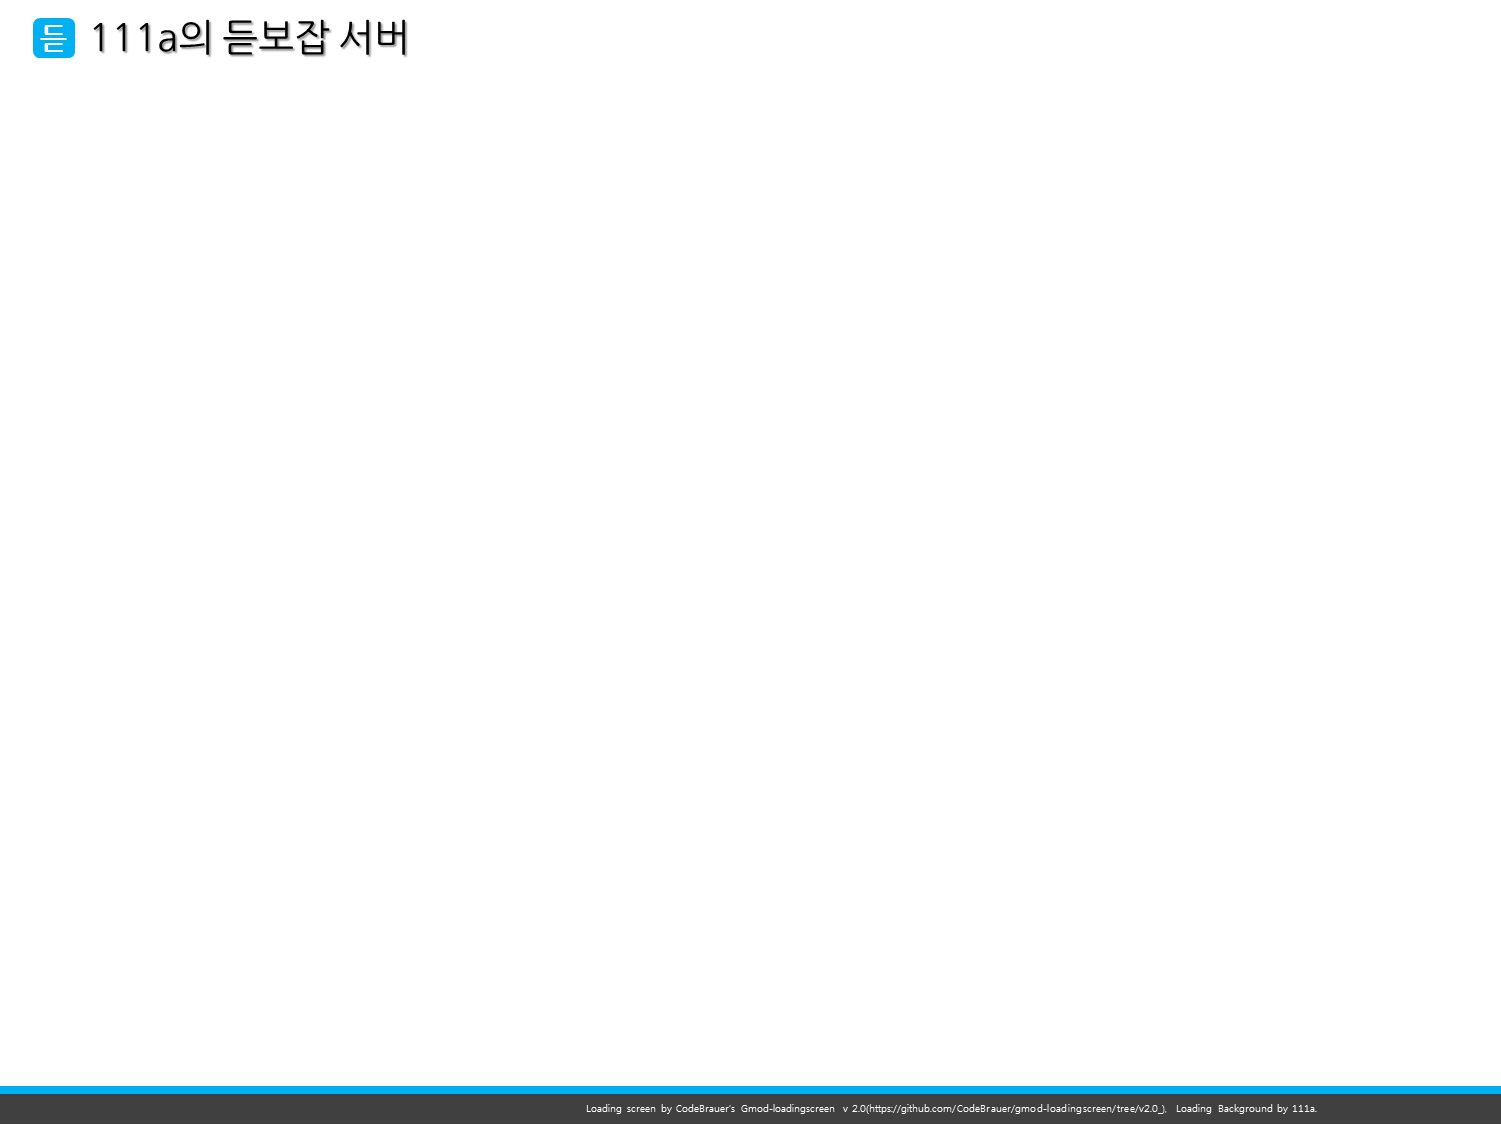 듣 111a의 듣보잡 서버
Loading screen by CodeBrauer's Gmod-loadingscreen v 2.0(https://github.com/CodeBrauer/gmod-loadingscreen/tree/v2.0_), Loading Background by 111a.